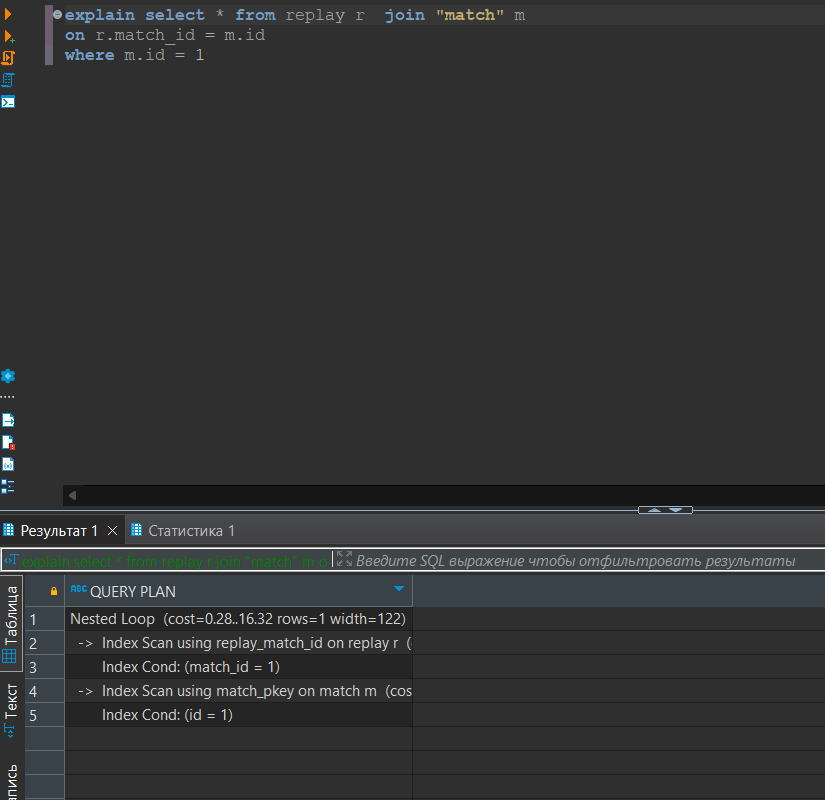 explain select * from replay r  join "match" m
on r.match_id = m.id
where m.id = 1
Результат 1
Статистика 1
explain select * from replay r join "match" m o
Введите SQL выражение чтобы отфильтровать результаты
Таблица
Текст
ABC QUERY PLAN
1 Nested Loop  (cost=0.28..16.32 rows=1 width=122)
2 ->  Index Scan using replay_match_id on replay r  (
3 Index Cond: (match_id = 1)
4 ->  Index Scan using match_pkey on match m  (cos
5 Index Cond: (id = 1)